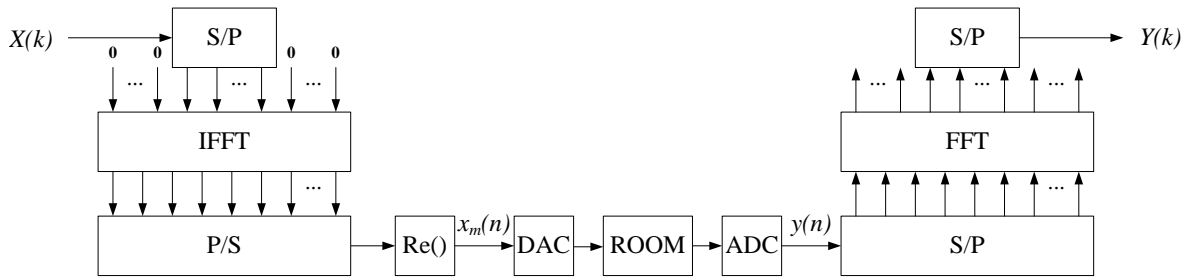 X(k)
S/P
S/P
Y(k)
0 0 0 0
... ...
... ...
IFFT
FFT
...
...
P/S
Re()
x_m(n)
DAC
ROOM
ADC
y(n)
S/P